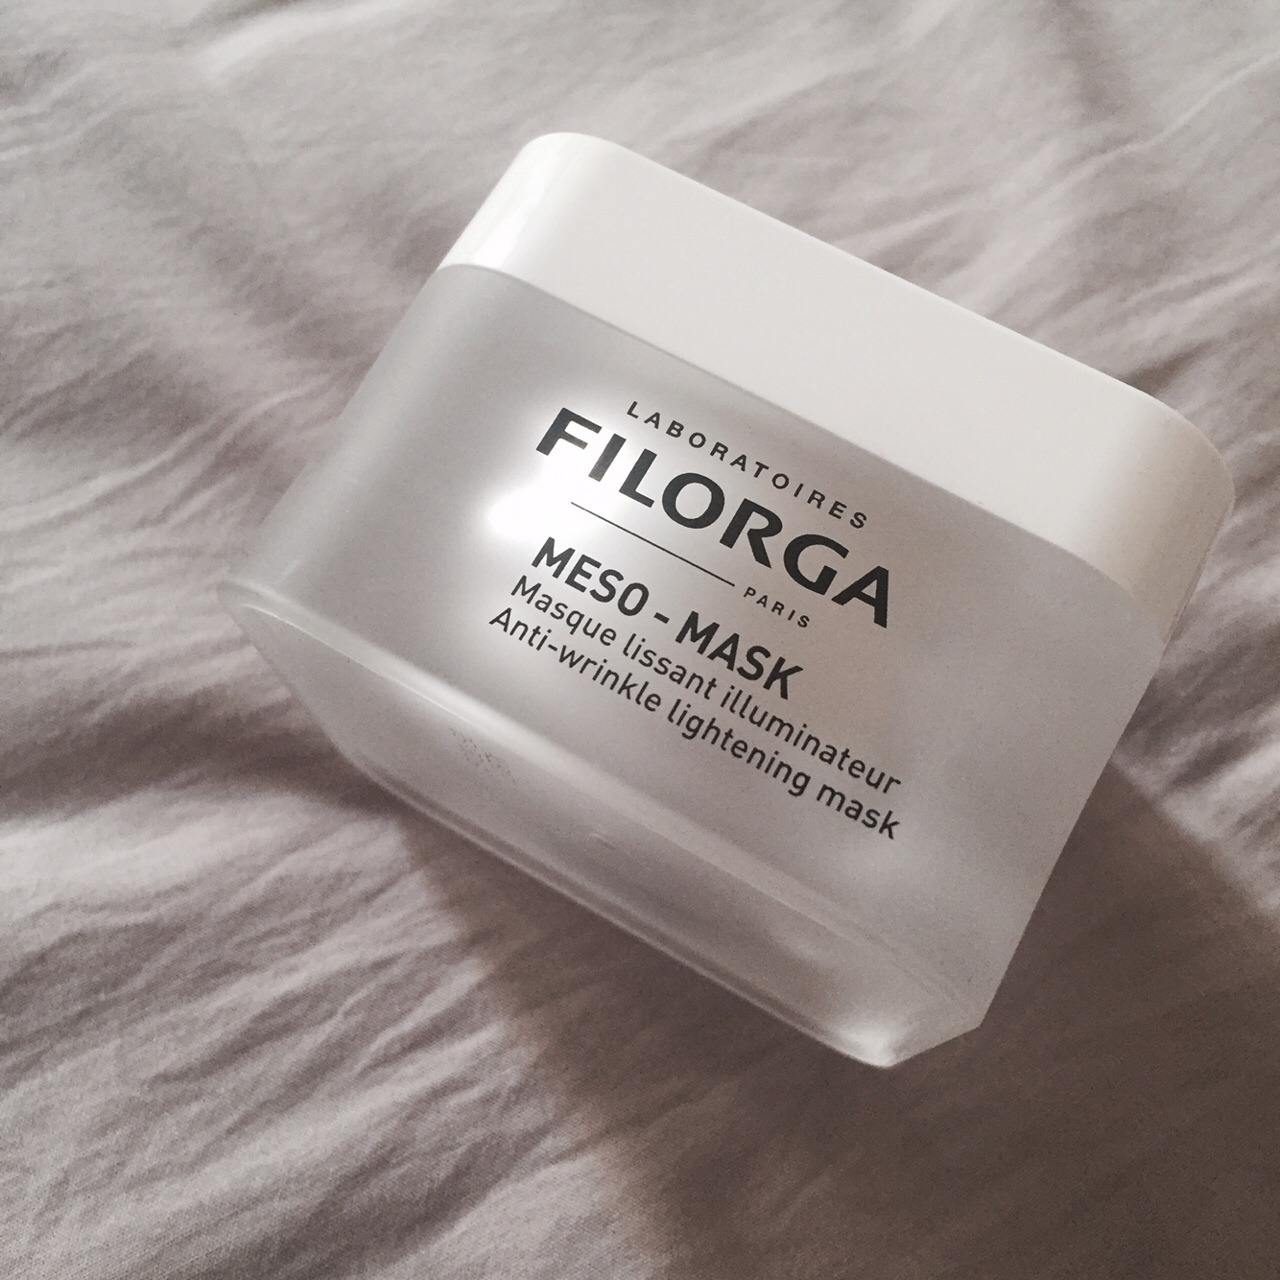 LABORATOIRES
FILORGA
PARIS
MESO-MASK
Masque lissant illuminateur
Anti-wrinkle lightening mask